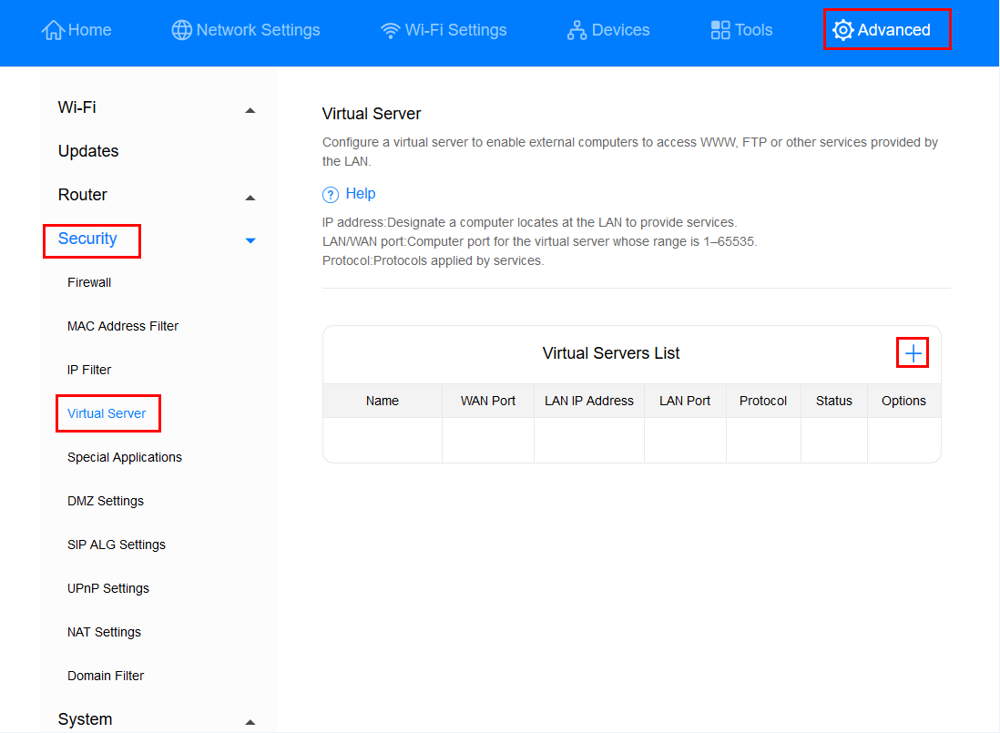 Home Network Settings Wi-Fi Settings Devices Tools Advanced
Wi-Fi
Updates
Router
Security
Firewall
MAC Address Filter
IP Filter
Virtual Server
Special Applications
DMZ Settings
SIP ALG Settings
UPnP Settings
NAT Settings
Domain Filter
System
Virtual Server
Configure a virtual server to enable external computers to access WWW, FTP or other services provided by
the LAN.
? Help
IP address:Designate a computer locates at the LAN to provide services.
LAN/WAN port:Computer port for the virtual server whose range is 1–65535.
Protocol:Protocols applied by services.
Virtual Servers List
Name WAN Port LAN IP Address LAN Port Protocol Status Options